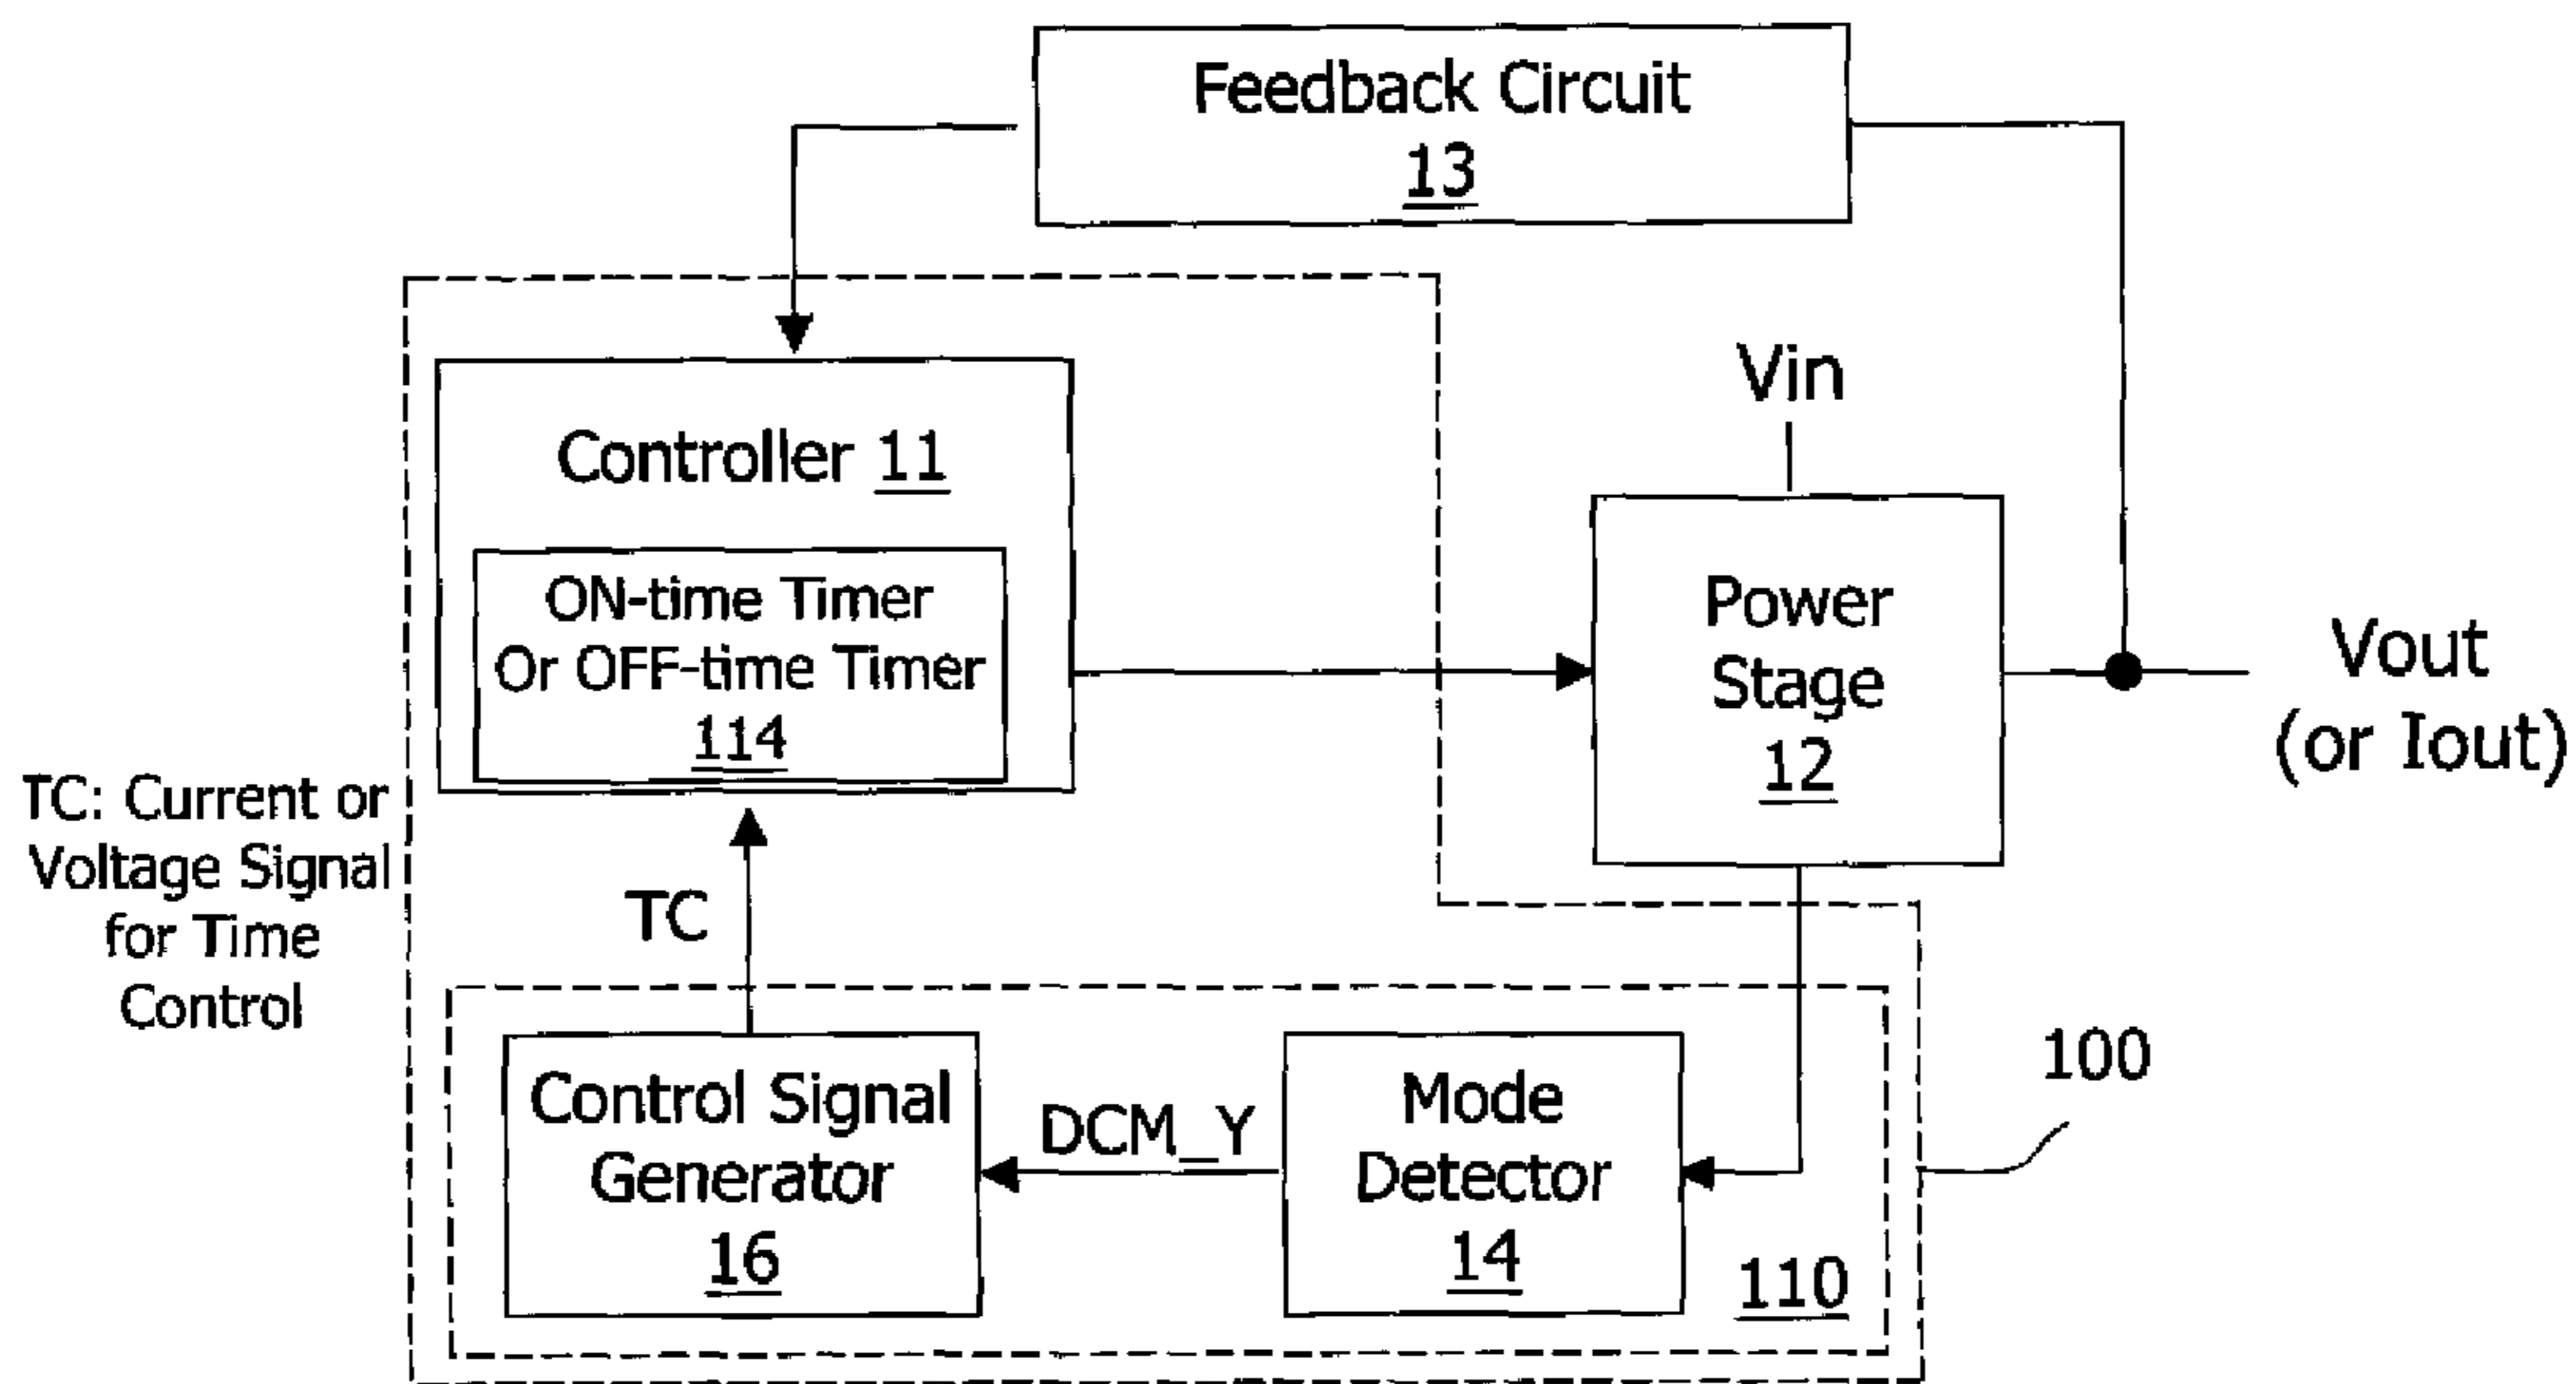 Feedback Circuit
13
Vin
Controller 11
ON-time Timer
Or OFF-time Timer
114
Power
Stage
12
Vout
(or Iout)
TC: Current or
Voltage Signal
for Time
Control
TC
Control Signal
Generator
16
DCM_Y
Mode
Detector
14
110
100